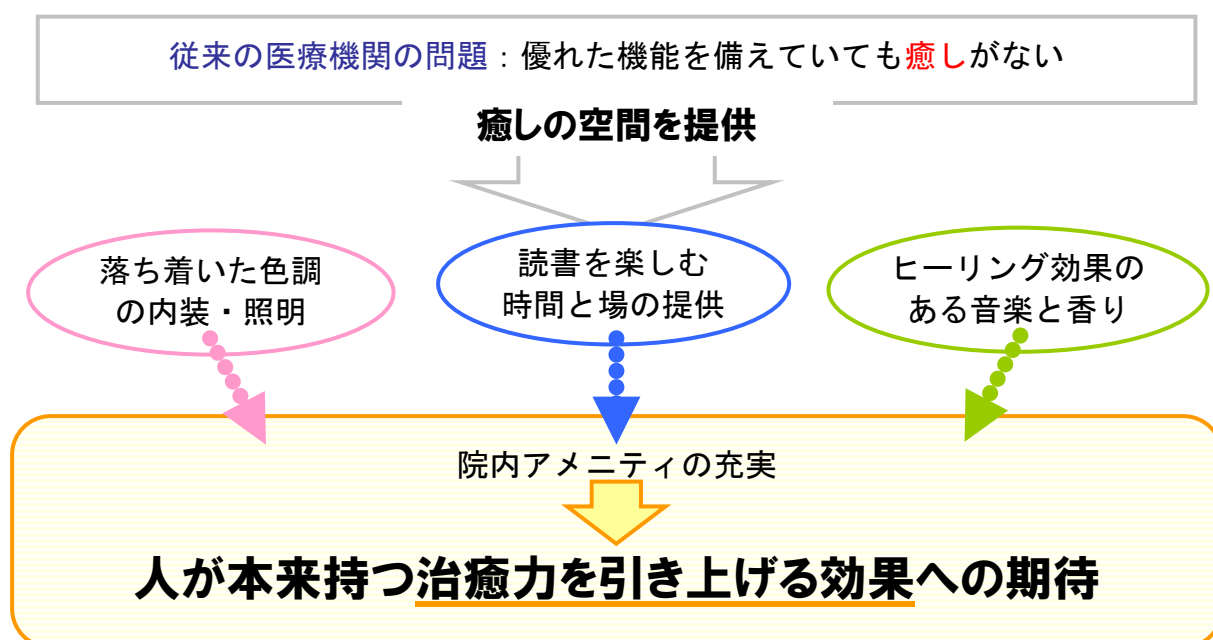 従来の医療機関の問題：優れた機能を備えていても癒しがない
癒しの空間を提供
落ち着いた色調
の内装・照明
読書を楽しむ
時間と場の提供
ヒーリング効果の
ある音楽と香り
院内アメニティの充実
人が本来持つ治癒力を引き上げる効果への期待